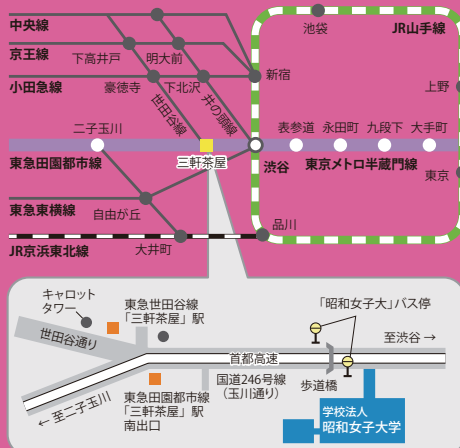 中央線
京王線
小田急線
下高井戸
明大前
豪徳寺
下北沢
世田谷線
井の頭線
新宿
池袋
JR山手線
上野
二子玉川
東急田園都市線
三軒茶屋
渋谷
表参道
永田町
九段下
大手町
東京メトロ半蔵門線
東京
東急東横線
自由が丘
品川
JR京浜東北線
大井町
キャロット
タワー
東急世田谷線
「三軒茶屋」駅
世田谷通り
「昭和女子大」バス停
至渋谷 →
首都高速
国道246号線
(玉川通り)
歩道橋
← 至二子玉川
東急田園都市線
「三軒茶屋」駅
南出口
学校法人
昭和女子大学